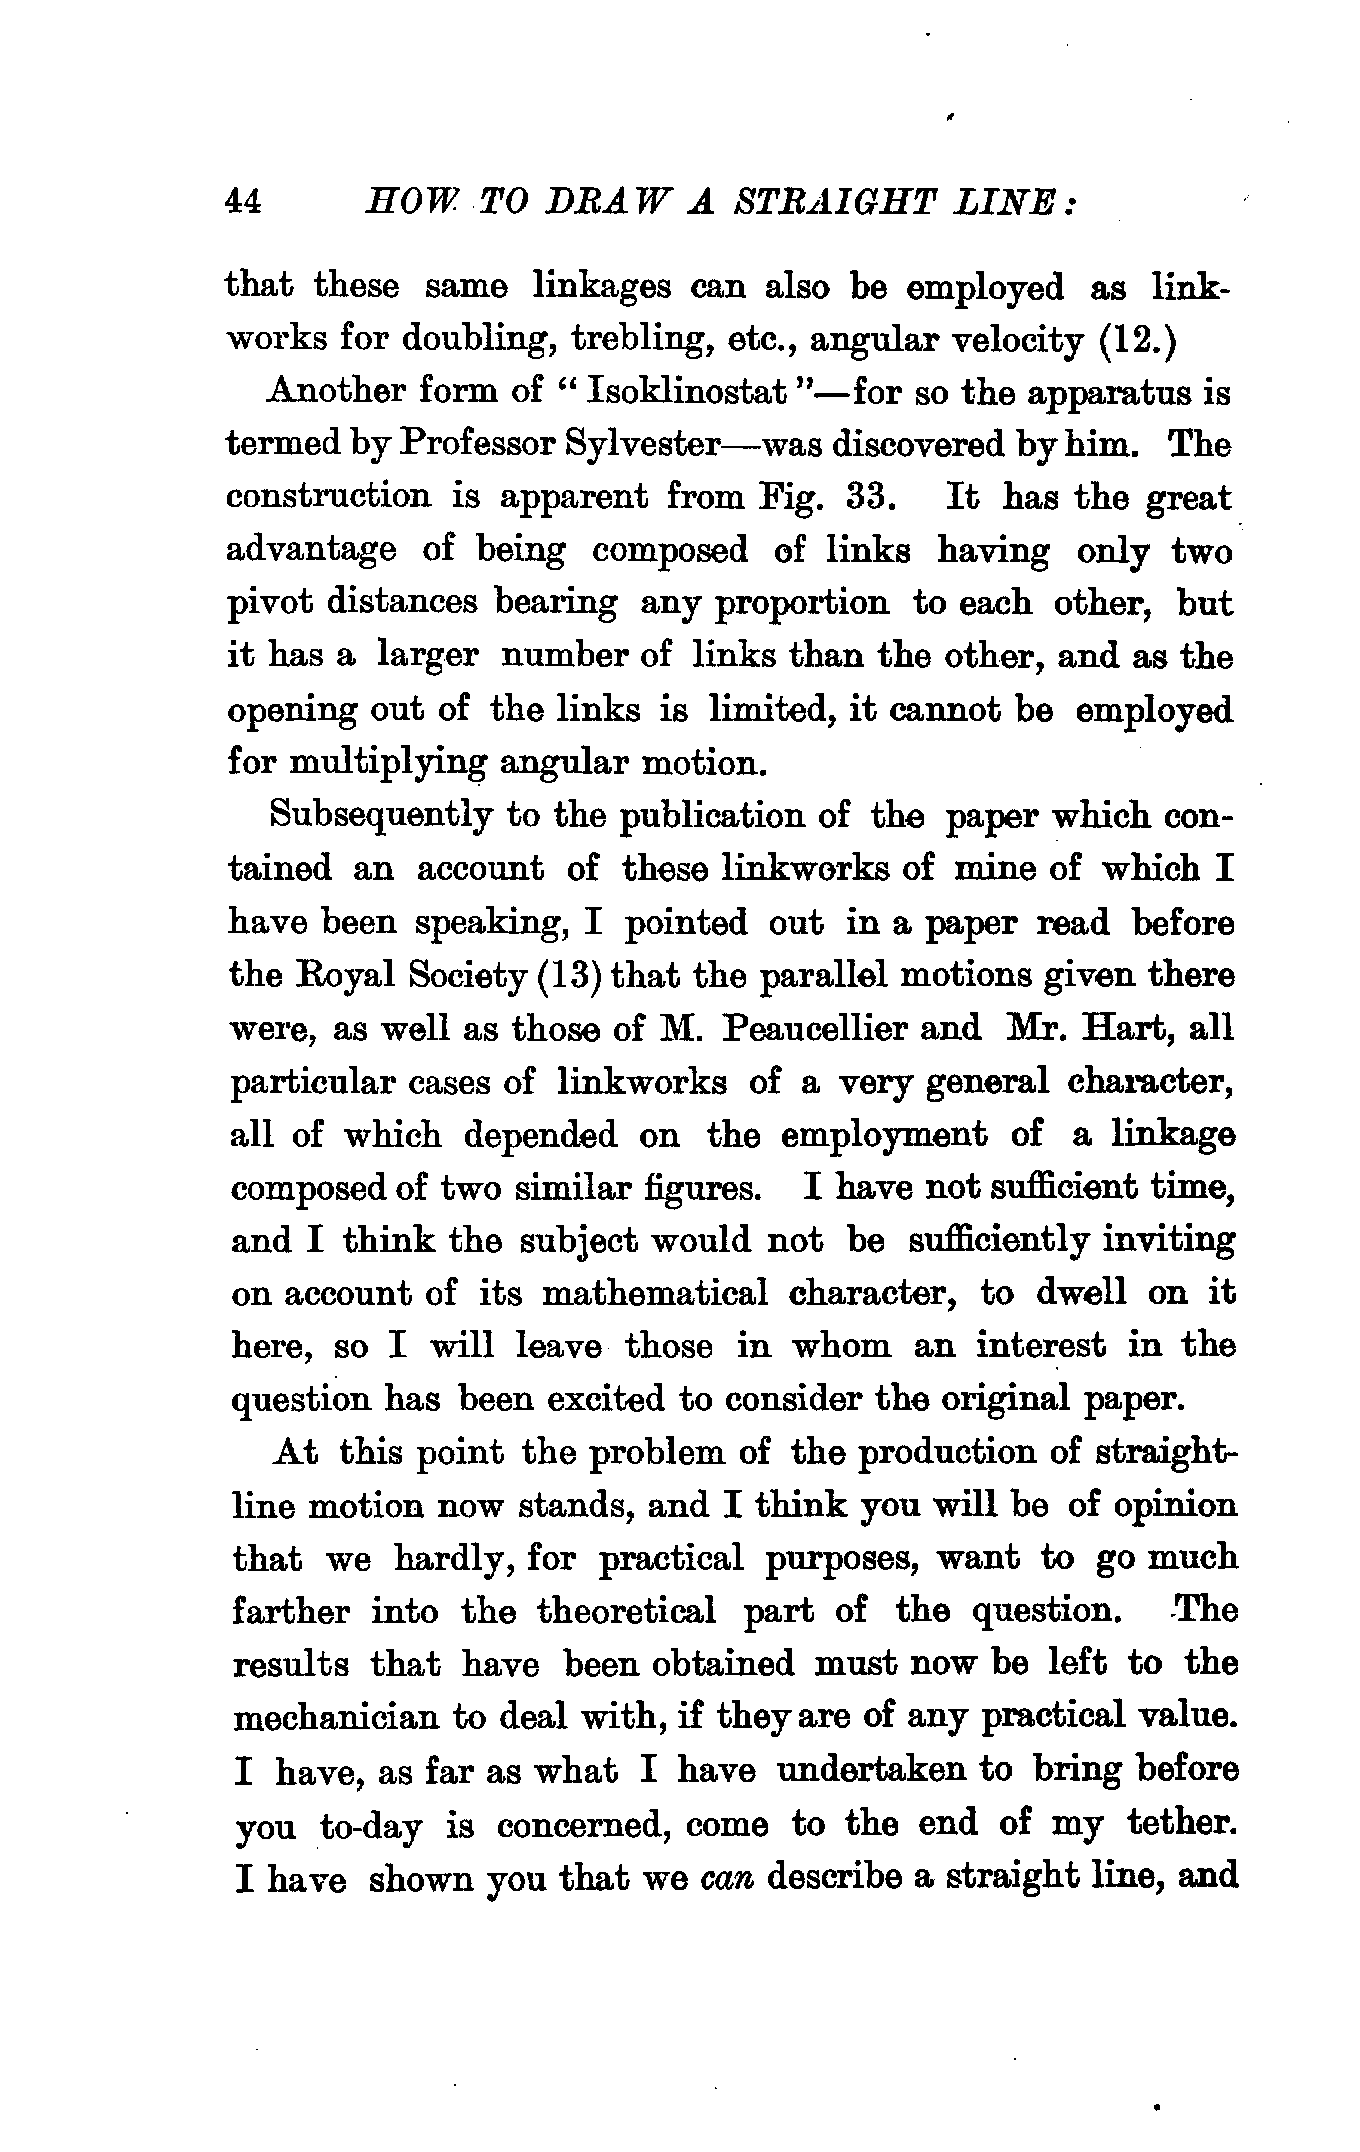 44 HOW TO DRAW A STRAIGHT LINE:
that these same linkages can also be employed as link-
works for doubling, trebling, etc., angular velocity (12.)
Another form of “ Isoklinostat ”—for so the apparatus is
termed by Professor Sylvester—was discovered by him. The
construction is apparent from Fig. 33. It has the great
advantage of being composed of links having only two
pivot distances bearing any proportion to each other, but
it has a larger number of links than the other, and as the
opening out of the links is limited, it cannot be employed
for multiplying angular motion.
Subsequently to the publication of the paper which con-
tained an account of these linkworks of mine of which I
have been speaking, I pointed out in a paper read before
the Royal Society (13) that the parallel motions given there
were, as well as those of M. Peaucellier and Mr. Hart, all
particular cases of linkworks of a very general character,
all of which depended on the employment of a linkage
composed of two similar figures. I have not sufficient time,
and I think the subject would not be sufficiently inviting
on account of its mathematical character, to dwell on it
here, so I will leave those in whom an interest in the
question has been excited to consider the original paper.
At this point the problem of the production of straight-
line motion now stands, and I think you will be of opinion
that we hardly, for practical purposes, want to go much
farther into the theoretical part of the question. The
results that have been obtained must now be left to the
mechanician to deal with, if they are of any practical value.
I have, as far as what I have undertaken to bring before
you to-day is concerned, come to the end of my tether.
I have shown you that we can describe a straight line, and